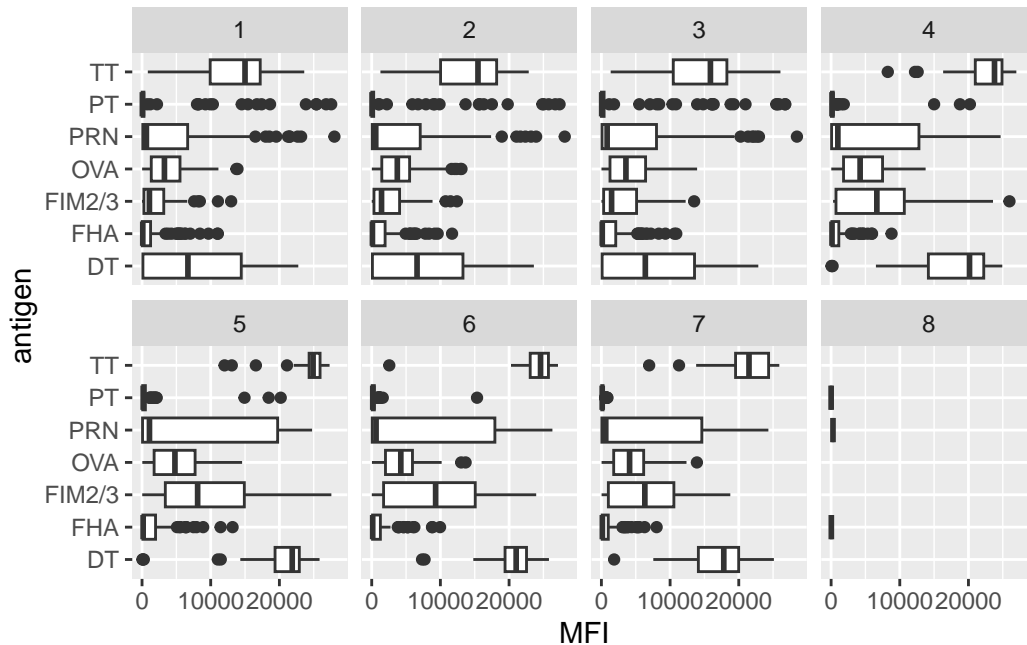 1 2 3 4
TT
PT
PRN
OVA
FIM2/3
FHA
DT
5 6 7 8
TT
PT
PRN
OVA
FIM2/3
FHA
DT
0 10000 20000 0 10000 20000 0 10000 20000 0 10000 20000
MFI
antigen